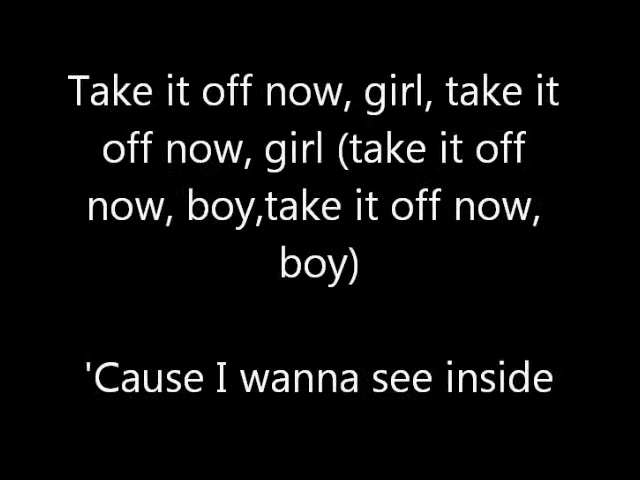 Take it off now, girl, take it
off now, girl (take it off
now, boy,take it off now,
boy)
'Cause I wanna see inside